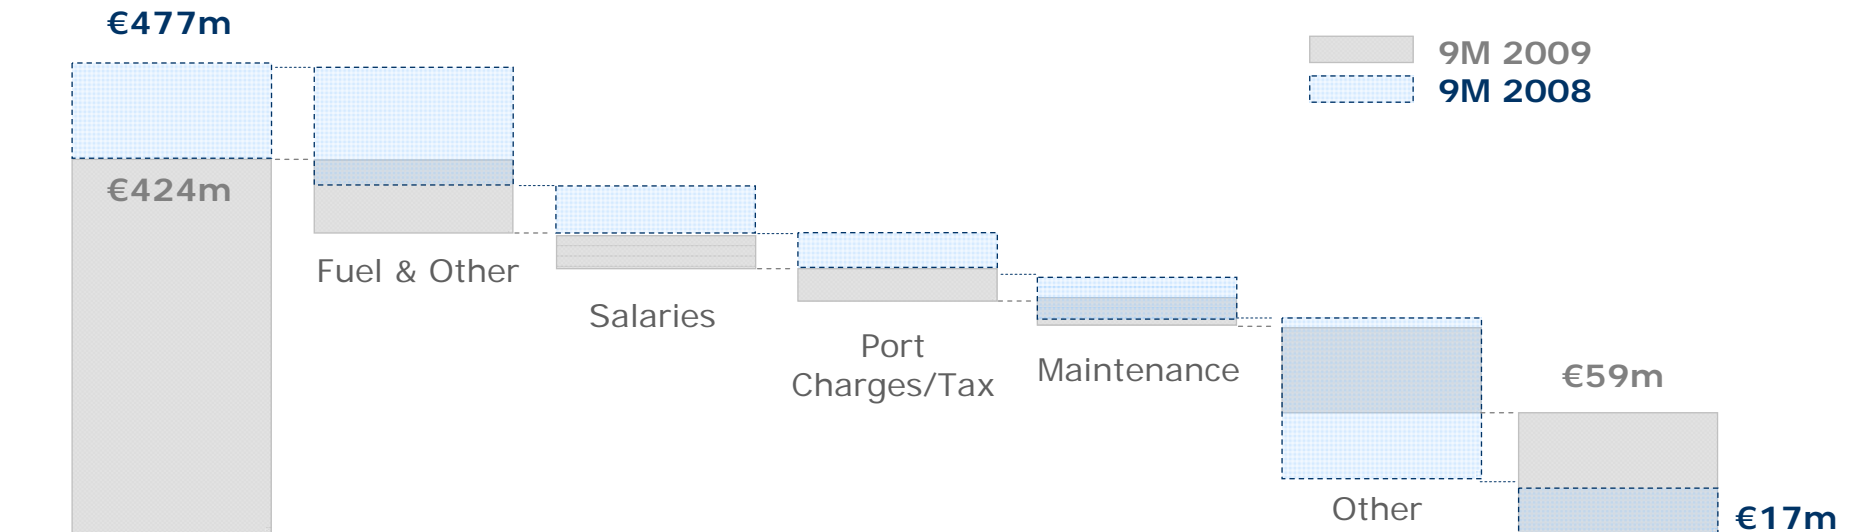 €477m
9M 2009
9M 2008
€424m
Fuel & Other
Salaries
Port
Charges/Tax
Maintenance
€59m
Other
€17m